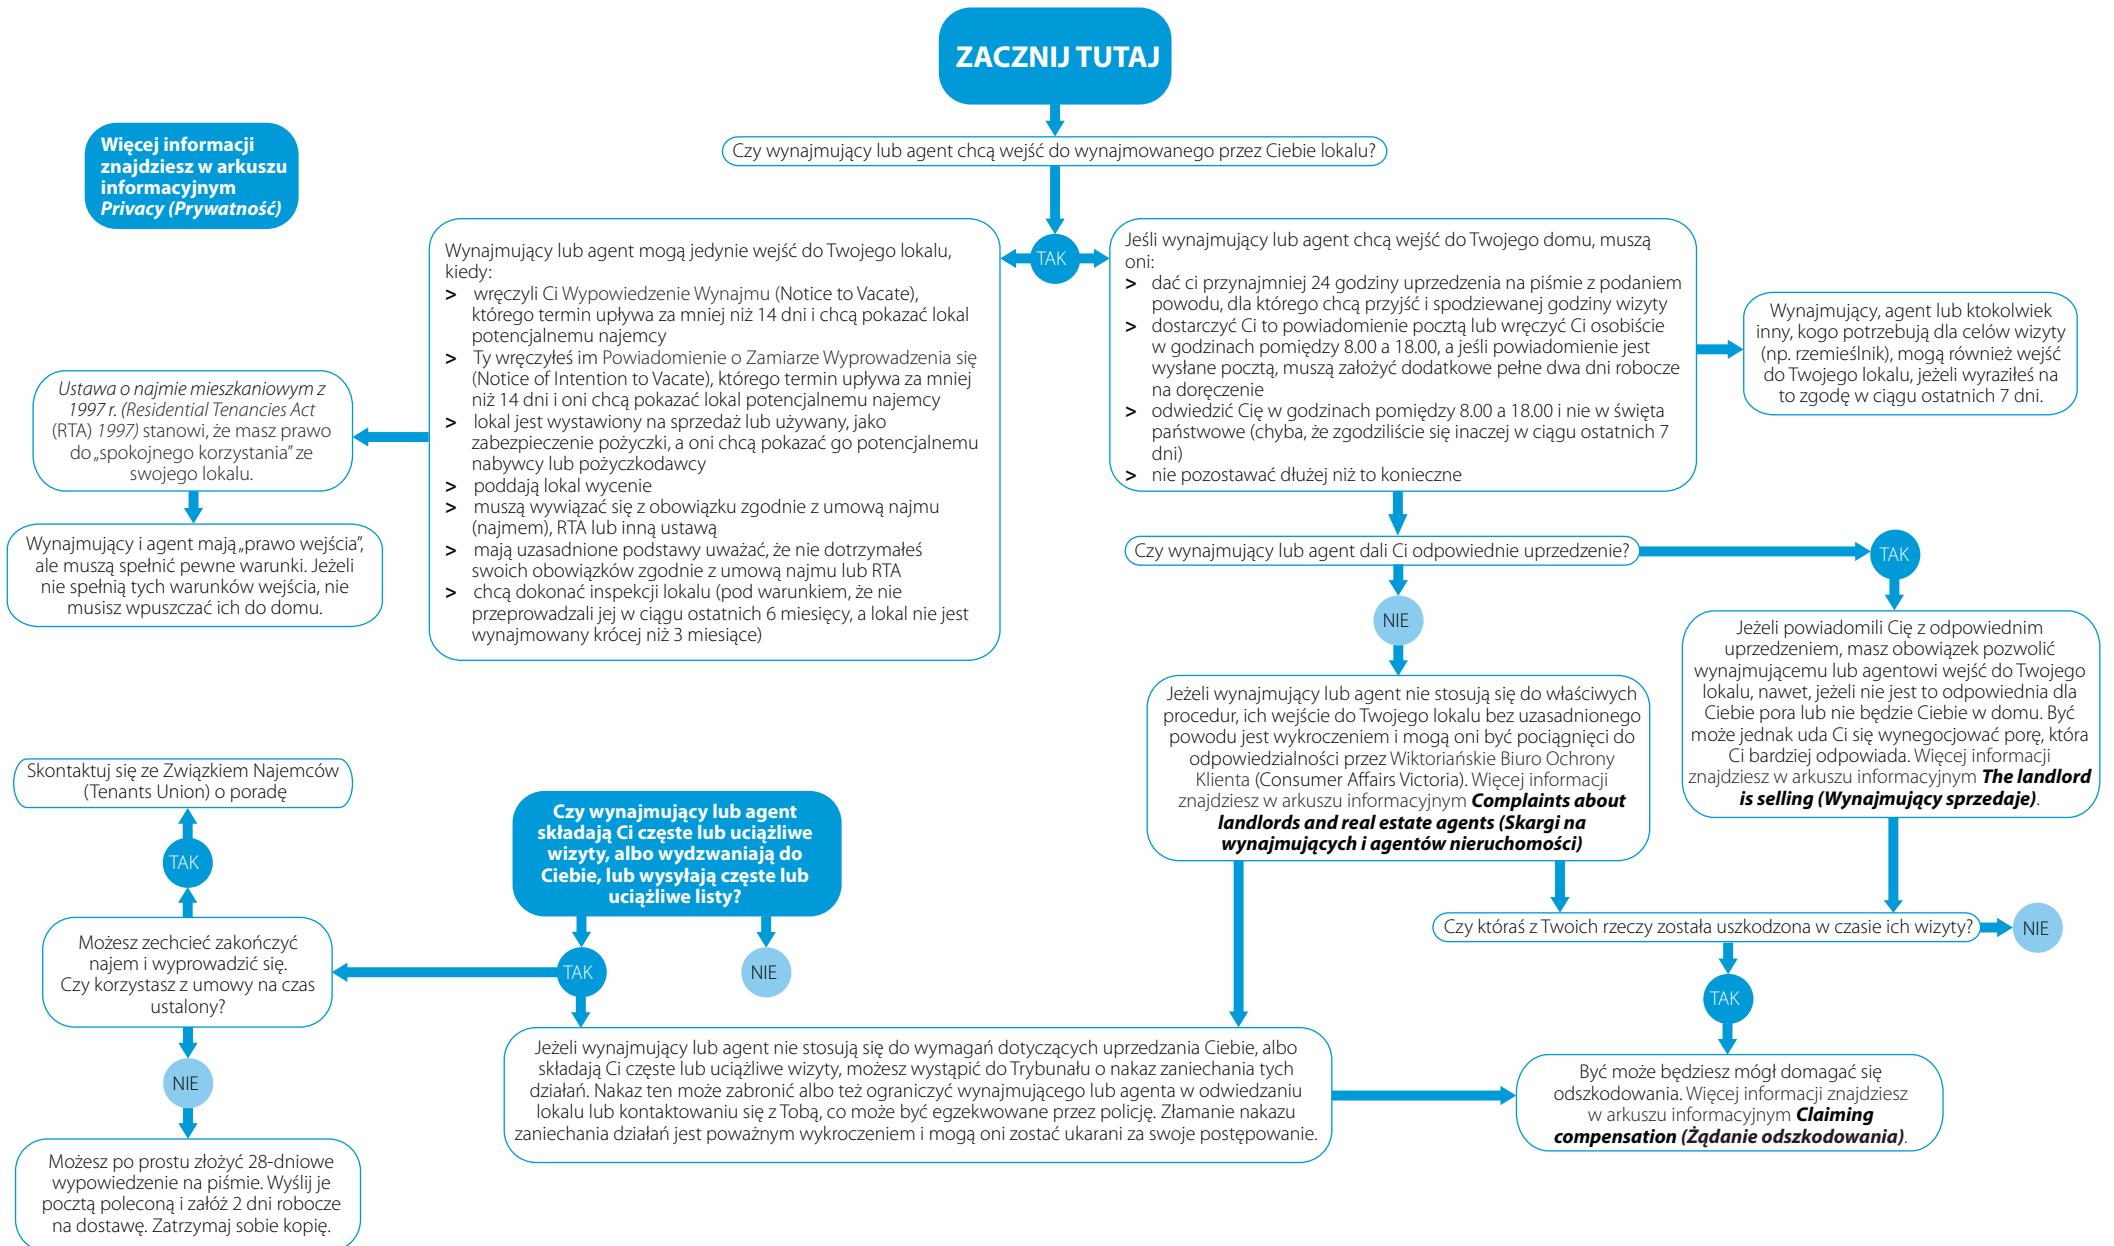 ZACZNIJ TUTAJ
Więcej informacji
znajdziesz w arkuszu
informacyjnym
Privacy (Prywatność)
Czy wynajmujący lub agent chcą wejść do wynajmowanego przez Ciebie lokalu?
TAK
Wynajmujący lub agent mogą jedynie wejść do Twojego lokalu,
kiedy:
> wręczyli Ci Wypowiedzenie Wynajmu (Notice to Vacate),
którego termin upływa za mniej niż 14 dni i chcą pokazać lokal
potencjalnemu najemcy
> Ty wręczyłeś im Powiadomienie o Zamiarze Wyprowadzenia się
(Notice of Intention to Vacate), którego termin upływa za mniej
niż 14 dni i oni chcą pokazać lokal potencjalnemu najemcy
> lokal jest wystawiony na sprzedaż lub używany, jako
zabezpieczenie pożyczki, a oni chcą pokazać go potencjalnemu
nabywcy lub pożyczkodawcy
> poddają lokal wycenie
> muszą wywiązać się z obowiązku zgodnie z umową najmu
(najmem), RTA lub inną ustawą
> mają uzasadnione podstawy uważać, że nie dotrzymałeś
swoich obowiązków zgodnie z umową najmu lub RTA
> chcą dokonać inspekcji lokalu (pod warunkiem, że nie
przeprowadzali jej w ciągu ostatnich 6 miesięcy, a lokal nie jest
wynajmowany krócej niż 3 miesiące)
Jeśli wynajmujący lub agent chcą wejść do Twojego domu, muszą
oni:
> dać ci przynajmniej 24 godziny uprzedzenia na piśmie z podaniem
powodu, dla którego chcą przyjść i spodziewanej godziny wizyty
> dostarczyć Ci to powiadomienie pocztą lub wręczyć Ci osobiście
w godzinach pomiędzy 8.00 a 18.00, a jeśli powiadomienie jest
wysłane pocztą, muszą założyć dodatkowe pełne dwa dni robocze
na doręczenie
> odwiedzić Cię w godzinach pomiędzy 8.00 a 18.00 i nie w święta
państwowe (chyba, że zgodziliście się inaczej w ciągu ostatnich 7
dni)
> nie pozostawać dłużej niż to konieczne
Wynajmujący, agent lub ktokolwiek
inny, kogo potrzebują dla celów wizyty
(np. rzemieślnik), mogą również wejść
do Twojego lokalu, jeżeli wyraziłeś na
to zgodę w ciągu ostatnich 7 dni.
Ustawa o najmie mieszkaniowym z
1997 r. (Residential Tenancies Act
(RTA) 1997) stanowi, że masz prawo
do „spokojnego korzystania” ze
swojego lokalu.
Wynajmujący i agent mają „prawo wejścia”,
ale muszą spełnić pewne warunki. Jeżeli
nie spełnią tych warunków wejścia, nie
musisz wpuszczać ich do domu.
Czy wynajmujący lub agent dali Ci odpowiednie uprzedzenie?
TAK
NIE
Jeżeli powiadomili Cię z odpowiednim
uprzedzeniem, masz obowiązek pozwolić
wynajmującemu lub agentowi wejść do Twojego
lokalu, nawet, jeżeli nie jest to odpowiednia dla
Ciebie pora lub nie będzie Ciebie w domu. Być
może jednak uda Ci się wynegocjować porę, która
Ci bardziej odpowiada. Więcej informacji
znajdziesz w arkuszu informacyjnym The landlord
is selling (Wynajmujący sprzedaje).
Jeżeli wynajmujący lub agent nie stosują się do właściwych
procedur, ich wejście do Twojego lokalu bez uzasadnionego
powodu jest wykroczeniem i mogą oni być pociągnięci do
odpowiedzialności przez Wiktoriańskie Biuro Ochrony
Klienta (Consumer Affairs Victoria). Więcej informacji
znajdziesz w arkuszu informacyjnym Complaints about
landlords and real estate agents (Skargi na
wynajmujących i agentów nieruchomości)
Skontaktuj się ze Związkiem Najemców
(Tenants Union) o poradę
TAK
Czy wynajmujący lub agent
składają Ci częste lub uciążliwe
wizyty, albo wydzwaniają do
Ciebie, lub wysyłają częste lub
uciążliwe listy?
TAK
NIE
Możesz zechcieć zakończyć
najem i wyprowadzić się.
Czy korzystasz z umowy na czas
ustalony?
NIE
Możesz po prostu złożyć 28-dniowe
wypowiedzenie na piśmie. Wyślij je
pocztą poleconą i załóż 2 dni robocze
na dostawę. Zatrzymaj sobie kopię.
Czy któraś z Twoich rzeczy została uszkodzona w czasie ich wizyty?
NIE
TAK
Jeżeli wynajmujący lub agent nie stosują się do wymagań dotyczących uprzedzania Ciebie, albo
składają Ci częste lub uciążliwe wizyty, możesz wystąpić do Trybunału o nakaz zaniechania tych
działań. Nakaz ten może zabronić albo też ograniczyć wynajmującego lub agenta w odwiedzaniu
lokalu lub kontaktowaniu się z Tobą, co może być egzekwowane przez policję. Złamanie nakazu
zaniechania działań jest poważnym wykroczeniem i mogą oni zostać ukarani za swoje postępowanie.
Być może będziesz mógł domagać się
odszkodowania. Więcej informacji znajdziesz
w arkuszu informacyjnym Claiming
compensation (Żądanie odszkodowania).